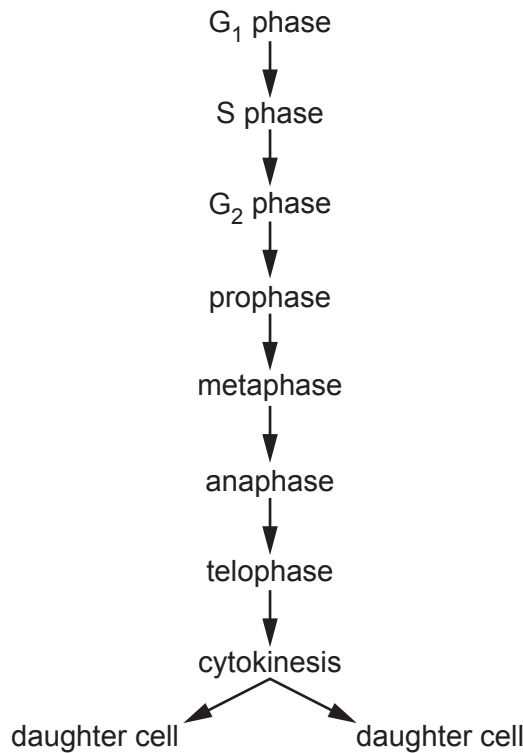 G₁ phase
S phase
G₂ phase
prophase
metaphase
anaphase
telophase
cytokinesis
daughter cell
daughter cell